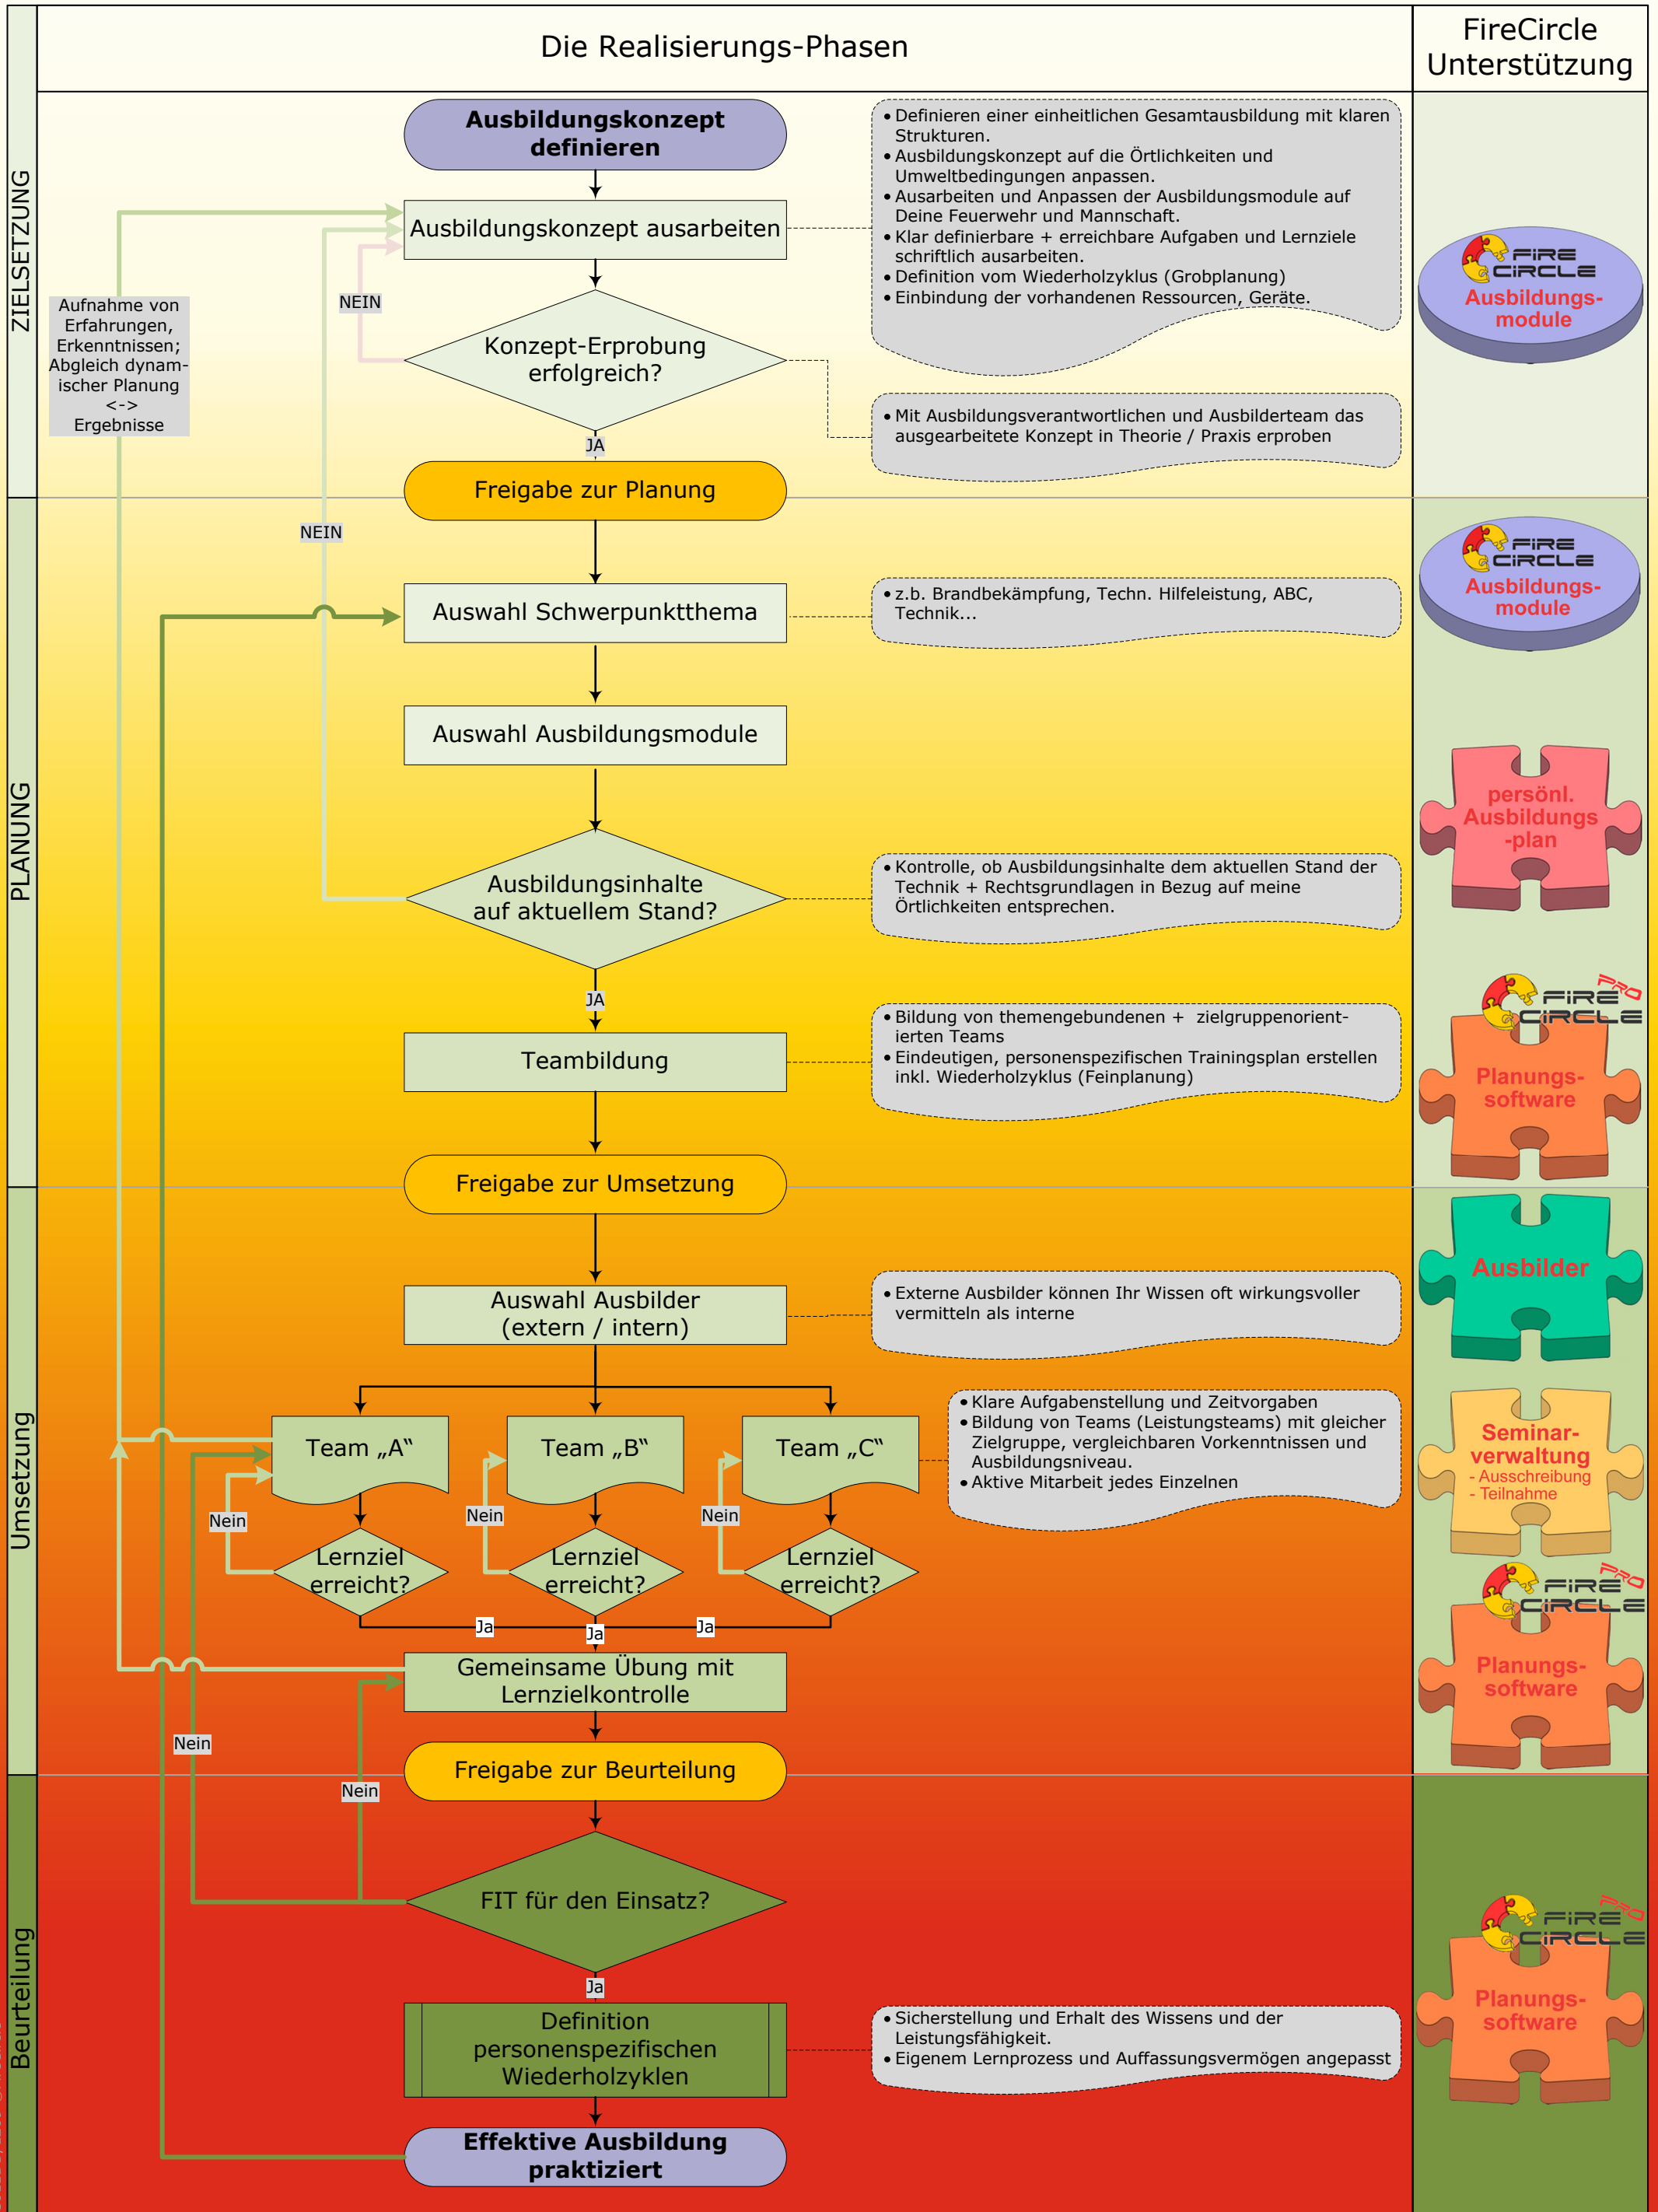 Die Realisierungs-Phasen
FireCircle
Unterstützung
ZIELSETZUNG
Ausbildungskonzept
definieren
Ausbildungskonzept ausarbeiten
• Definieren einer einheitlichen Gesamtausbildung mit klaren
Strukturen.
• Ausbildungskonzept auf die Örtlichkeiten und
Umweltbedingungen anpassen.
• Ausarbeiten und Anpassen der Ausbildungsmodule auf
Deine Feuerwehr und Mannschaft.
• Klar definierbare + erreichbare Aufgaben und Lernziele
schriftlich ausarbeiten.
• Definition vom Wiederholzyklus (Grobplanung)
• Einbindung der vorhandenen Ressourcen, Geräte.
FIRE
CIRCLE
Ausbildungs-
module
Aufnahme von
Erfahrungen,
Erkenntnissen;
Abgleich dynam-
ischer Planung
<->
Ergebnisse
NEIN
Konzept-Erprobung
erfolgreich?
• Mit Ausbildungsverantwortlichen und Ausbilderteam das
ausgearbeitete Konzept in Theorie / Praxis erproben
JA
Freigabe zur Planung
PLANUNG
NEIN
Auswahl Schwerpunktthema
• z.b. Brandbekämpfung, Techn. Hilfeleistung, ABC,
Technik...
FIRE
CIRCLE
Ausbildungs-
module
Auswahl Ausbildungsmodule
persönl.
Ausbildungs
-plan
Ausbildungsinhalte
auf aktuellem Stand?
• Kontrolle, ob Ausbildungsinhalte dem aktuellen Stand der
Technik + Rechtsgrundlagen in Bezug auf meine
Örtlichkeiten entsprechen.
JA
Teambildung
• Bildung von themengebundenen +  zielgruppenorient-
ierten Teams
• Eindeutigen, personenspezifischen Trainingsplan erstellen
inkl. Wiederholzyklus (Feinplanung)
PRO
FIRE
CIRCLE
Planungs-
software
Freigabe zur Umsetzung
Umsetzung
Ausbilder
Auswahl Ausbilder
(extern / intern)
• Externe Ausbilder können Ihr Wissen oft wirkungsvoller
vermitteln als interne
Team „A“
Team „B“
Team „C“
• Klare Aufgabenstellung und Zeitvorgaben
• Bildung von Teams (Leistungsteams) mit gleicher
Zielgruppe, vergleichbaren Vorkenntnissen und
Ausbildungsniveau.
• Aktive Mitarbeit jedes Einzelnen
Seminar-
verwaltung
- Ausschreibung
- Teilnahme
Nein
Nein
Nein
Lernziel
erreicht?
Lernziel
erreicht?
Lernziel
erreicht?
Ja
Ja
Ja
PRO
FIRE
CIRCLE
Planungs-
software
Gemeinsame Übung mit
Lernzielkontrolle
Nein
Freigabe zur Beurteilung
Nein
Beurteilung
FIT für den Einsatz?
PRO
FIRE
CIRCLE
Planungs-
software
Ja
Definition
personenspezifischen
Wiederholzyklen
• Sicherstellung und Erhalt des Wissens und der
Leistungsfähigkeit.
• Eigenem Lernprozess und Auffassungsvermögen angepasst
Effektive Ausbildung
praktiziert